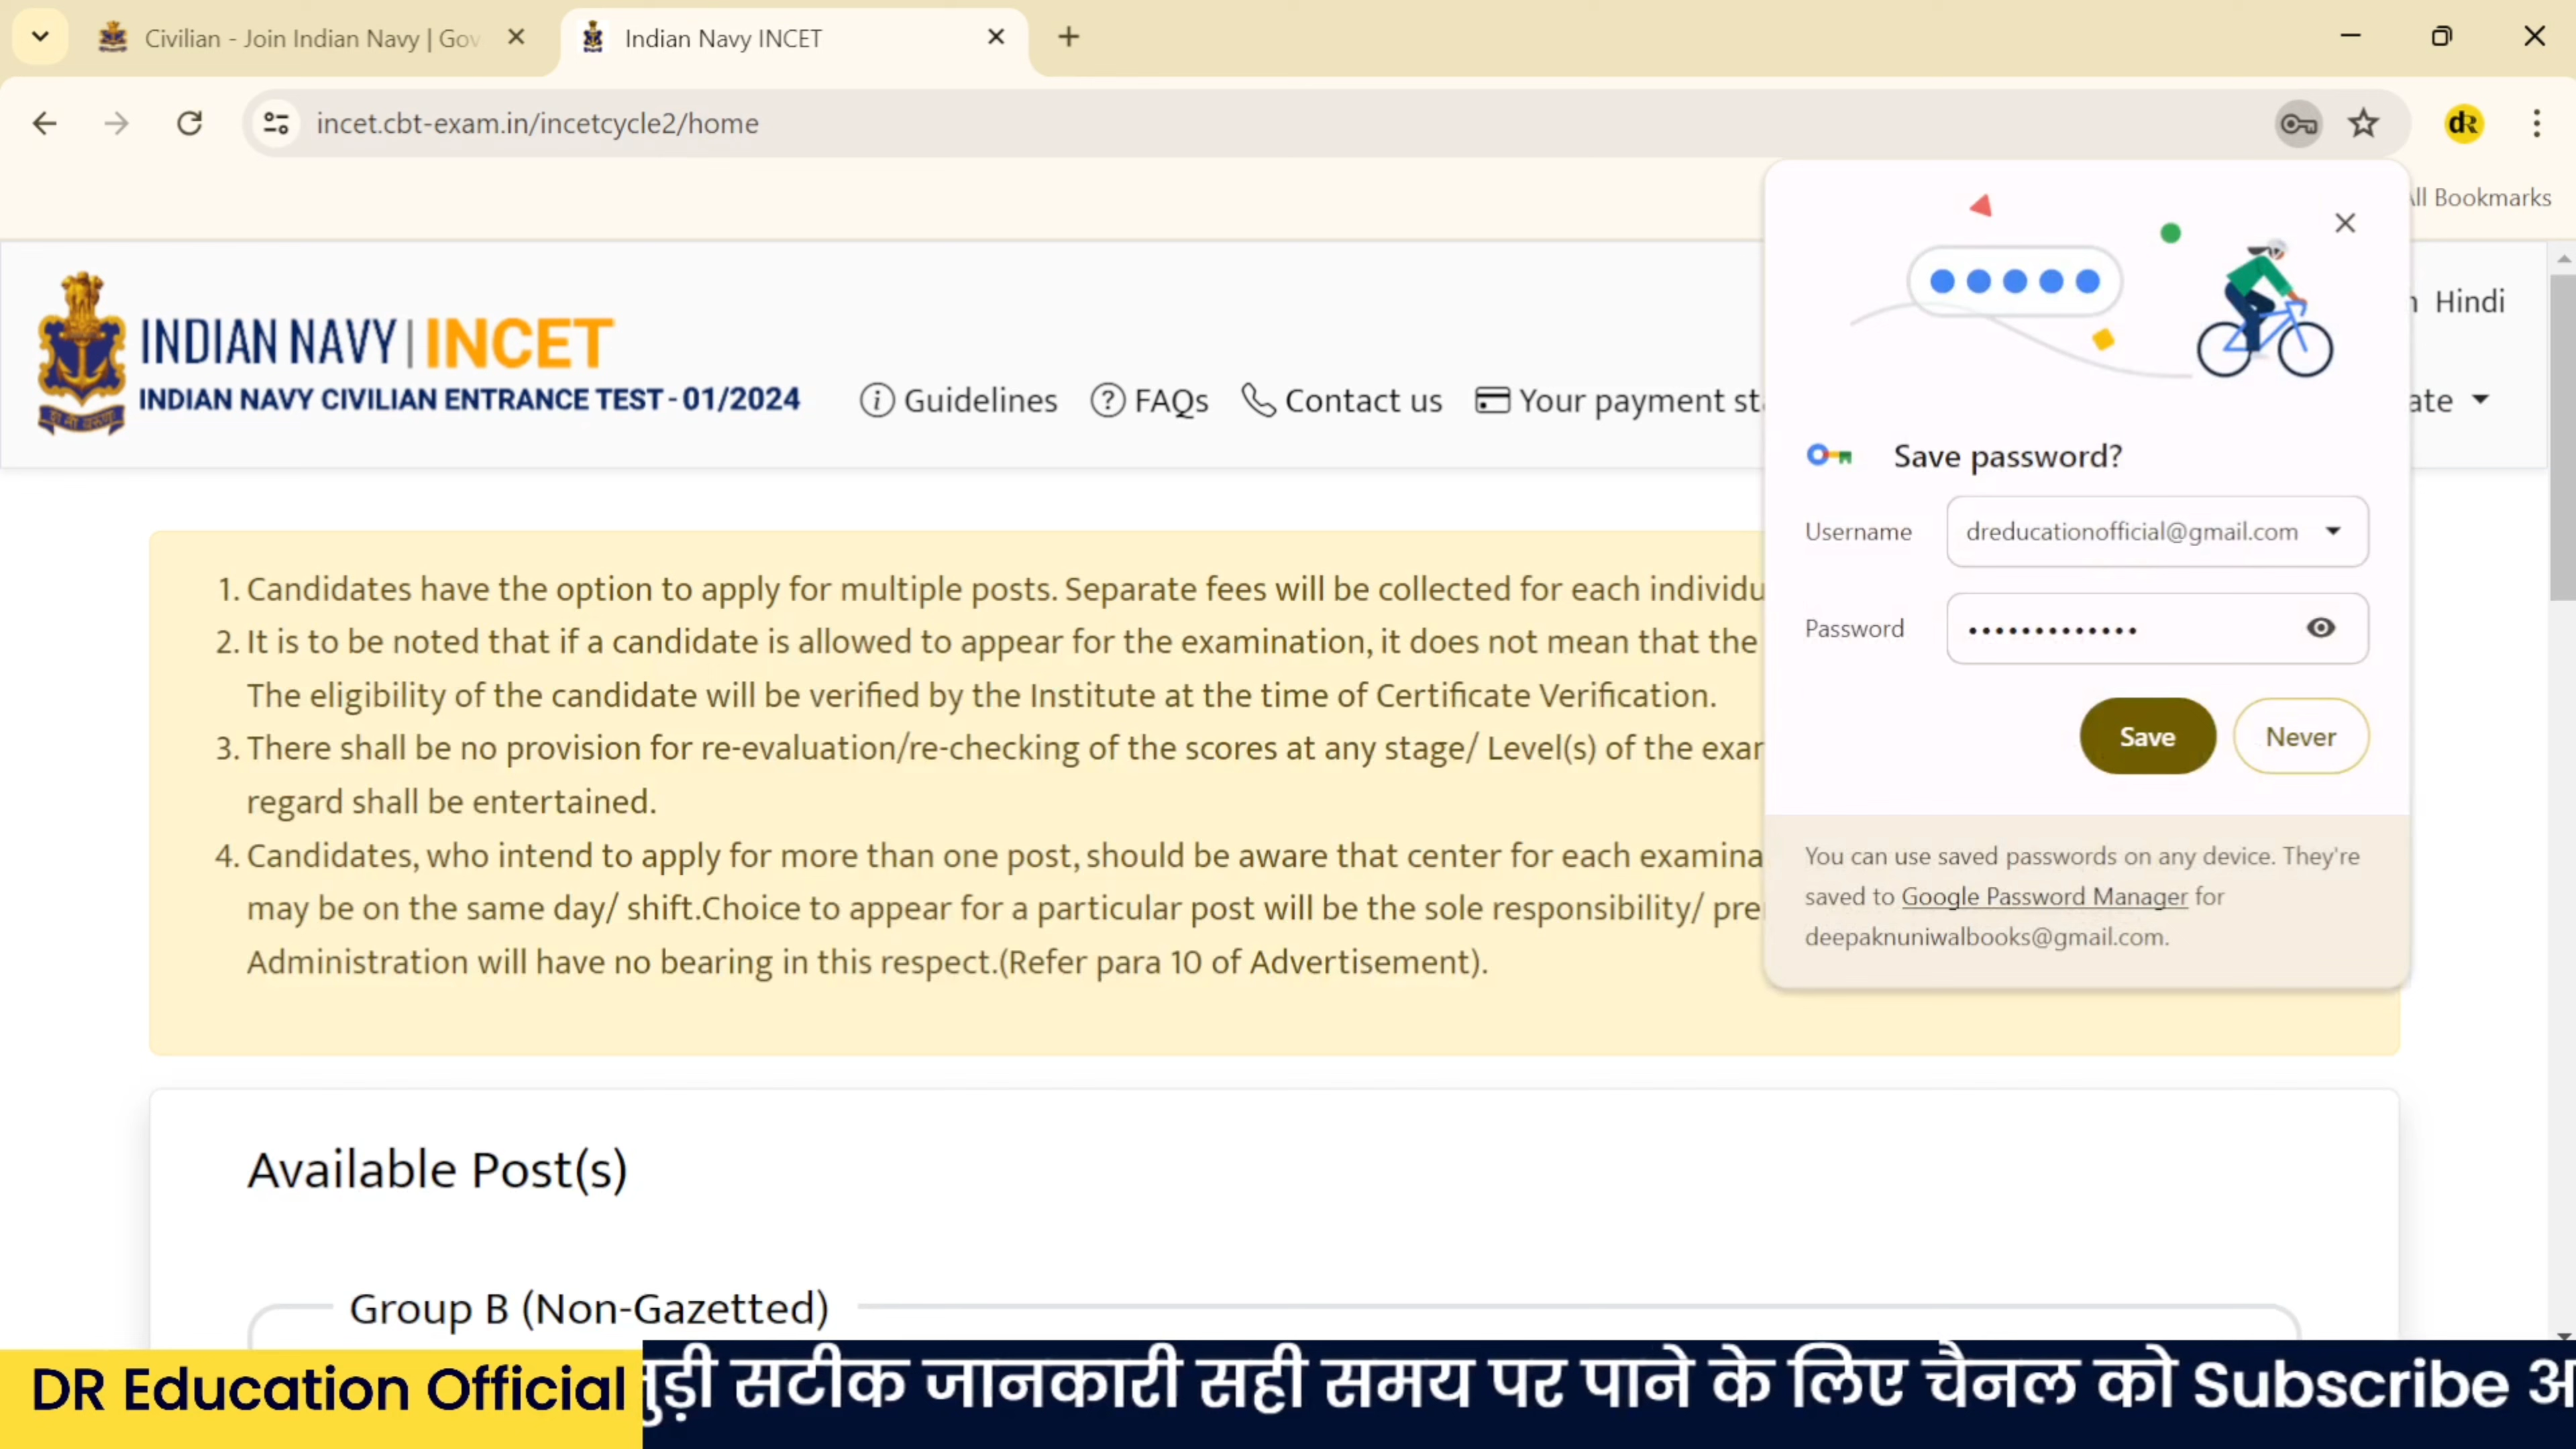 Civilian - Join Indian Navy | Gov
Indian Navy INCET
incet.cbt-exam.in/incetcycle2/home
dR
All Bookmarks
INDIAN NAVY | INCET
INDIAN NAVY CIVILIAN ENTRANCE TEST - 01/2024
Guidelines
FAQs
Contact us
Your payment sta
Hindi
ate
Save password?
Username
dreducationofficial@gmail.com
Password
•••••••••••••
Save
Never
You can use saved passwords on any device. They're
saved to Google Password Manager for
deepaknuniwalbooks@gmail.com.
1. Candidates have the option to apply for multiple posts. Separate fees will be collected for each individu
2. It is to be noted that if a candidate is allowed to appear for the examination, it does not mean that the
The eligibility of the candidate will be verified by the Institute at the time of Certificate Verification.
3. There shall be no provision for re-evaluation/re-checking of the scores at any stage/ Level(s) of the exar
regard shall be entertained.
4. Candidates, who intend to apply for more than one post, should be aware that center for each examina
may be on the same day/ shift.Choice to appear for a particular post will be the sole responsibility/ pre
Administration will have no bearing in this respect.(Refer para 10 of Advertisement).
Available Post(s)
Group B (Non-Gazetted)
DR Education Official
ुड़ी सटीक जानकारी सही समय पर पाने के लिए चैनल को Subscribe अ